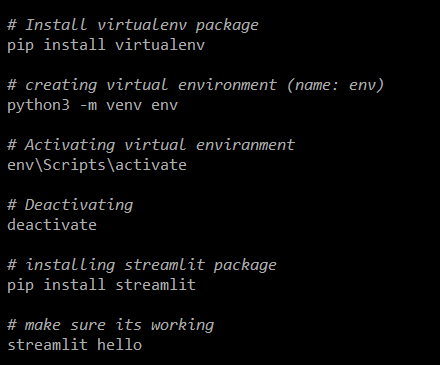 # Install virtualenv package
pip install virtualenv
# creating virtual environment (name: env)
python3 -m venv env
# Activating virtual enviranment
env\Scripts\activate
# Deactivating
deactivate
# installing streamlit package
pip install streamlit
# make sure its working
streamlit hello